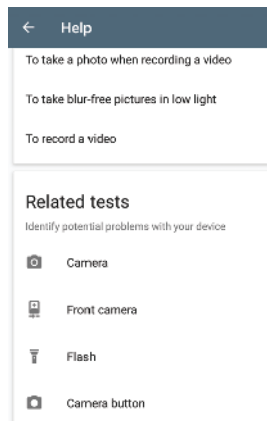 Help
To take a photo when recording a video
To take blur-free pictures in low light
To record a video
Related tests
Identify potential problems with your device
Camera
Front camera
Flash
Camera button